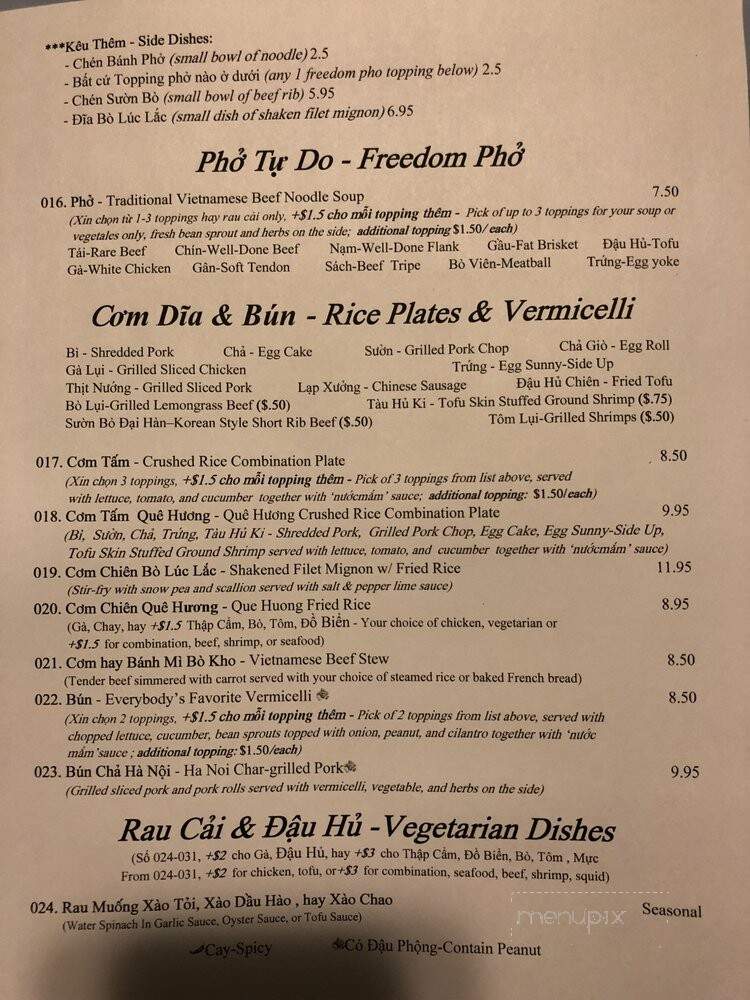 ***Kêu Thêm - Side Dishes:
- Chén Bánh Phở (small bowl of noodle) 2.5
- Bất cứ Topping phở nào ở dưới (any 1 freedom pho topping below) 2.5
- Chén Sườn Bò (small bowl of beef rib) 5.95
- Đĩa Bò Lúc Lắc (small dish of shaken filet mignon) 6.95
Phở Tự Do - Freedom Phở
016. Phở - Traditional Vietnamese Beef Noodle Soup 7.50
(Xin chọn từ 1-3 toppings hay rau cải only, +$1.5 cho mỗi topping thêm - Pick of up to 3 toppings for your soup or
vegetales only, fresh bean sprout and herbs on the side; additional topping $1.50/ each)
Tái-Rare Beef Chín-Well-Done Beef Nạm-Well-Done Flank Gầu-Fat Brisket Đậu Hủ-Tofu
Gà-White Chicken Gân-Soft Tendon Sách-Beef Tripe Bò Viên-Meatball Trứng-Egg yoke
Cơm Dĩa & Bún - Rice Plates & Vermicelli
Bì - Shredded Pork Chả - Egg Cake Sườn - Grilled Pork Chop Chả Giò - Egg Roll
Gà Lụi - Grilled Sliced Chicken Trứng - Egg Sunny-Side Up
Thịt Nướng - Grilled Sliced Pork Lạp Xưởng - Chinese Sausage Đậu Hủ Chiên - Fried Tofu
Bò Lụi-Grilled Lemongrass Beef ($.50) Tàu Hủ Ki - Tofu Skin Stuffed Ground Shrimp ($.75)
Sườn Bò Đại Hàn–Korean Style Short Rib Beef ($.50) Tôm Lụi-Grilled Shrimps ($.50)
017. Cơm Tấm - Crushed Rice Combination Plate 8.50
(Xin chọn 3 toppings, +$1.5 cho mỗi topping thêm - Pick of 3 toppings from list above, served
with lettuce, tomato, and cucumber together with 'nướcmắm' sauce; additional topping: $1.50/each)
018. Cơm Tấm Quê Hương - Quê Hương Crushed Rice Combination Plate 9.95
(Bì, Sườn, Chả, Trứng, Tàu Hủ Ki - Shredded Pork, Grilled Pork Chop, Egg Cake, Egg Sunny-Side Up,
Tofu Skin Stuffed Ground Shrimp served with lettuce, tomato, and cucumber together with 'nướcmắm' sauce)
019. Cơm Chiên Bò Lúc Lắc - Shakened Filet Mignon w/ Fried Rice 11.95
(Stir-fry with snow pea and scallion served with salt & pepper lime sauce)
020. Cơm Chiên Quê Hương - Que Huong Fried Rice 8.95
(Gà, Chay, hay +$1.5 Thập Cẩm, Bò, Tôm, Đồ Biển - Your choice of chicken, vegetarian or
+$1.5 for combination, beef, shrimp, or seafood)
021. Cơm hay Bánh Mì Bò Kho - Vietnamese Beef Stew 8.50
(Tender beef simmered with carrot served with your choice of steamed rice or baked French bread)
022. Bún - Everybody's Favorite Vermicelli 8.50
(Xin chọn 2 toppings, +$1.5 cho mỗi topping thêm - Pick of 2 toppings from list above, served with
chopped lettuce, cucumber, bean sprouts topped with onion, peanut, and cilantro together with 'nước
mắm'sauce ; additional topping: $1.50/each)
023. Bún Chả Hà Nội - Ha Noi Char-grilled Pork 9.95
(Grilled sliced pork and pork rolls served with vermicelli, vegetable, and herbs on the side)
Rau Cải & Đậu Hủ -Vegetarian Dishes
(Số 024-031, +$2 cho Gà, Đậu Hủ, hay +$3 cho Thập Cẩm, Đồ Biển, Bò, Tôm , Mực
From 024-031, +$2 for chicken, tofu, or+$3 for combination, seafood, beef, shrimp, squid)
024. Rau Muống Xào Tỏi, Xào Dầu Hào , hay Xào Chao Seasonal
(Water Spinach In Garlic Sauce, Oyster Sauce, or Tofu Sauce)
menupix
Cay-Spicy Có Đậu Phộng-Contain Peanut